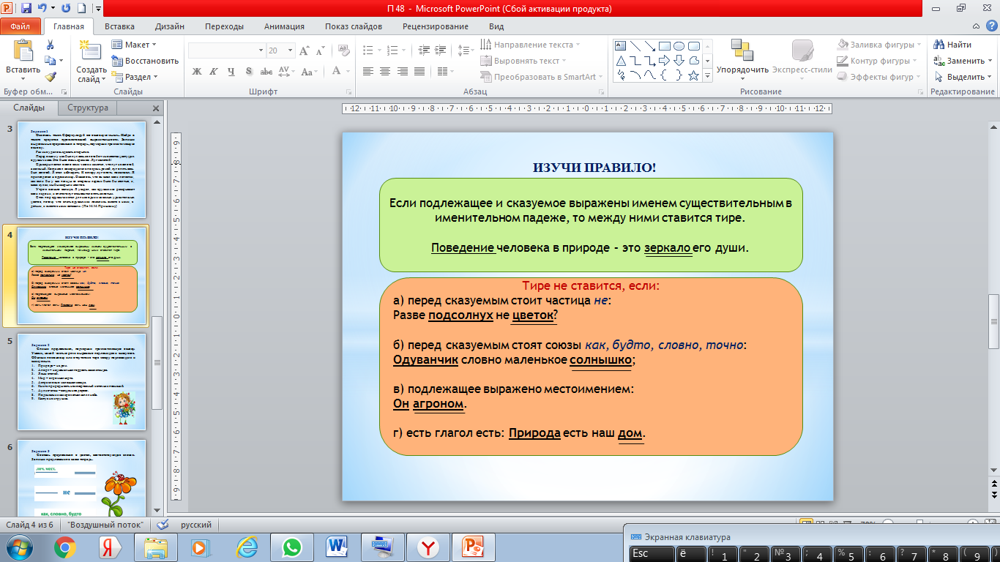 П 48 - Microsoft PowerPoint (Сбой активации продукта)
Файл Главная Вставка Дизайн Переходы Анимация Показ слайдов Рецензирование Вид
Вставить
Буфер обм...
Создать слайд
Макет
Восстановить
Раздел
Слайды
20
Ж К Ч S abc AV Aa A
Шрифт
Направление текста
Выровнять текст
Преобразовать в SmartArt
Абзац
Упорядочить
Экспресс-стили
Заливка фигуры
Контур фигуры
Эффекты фигур
Рисование
Найти
Заменить
Выделить
Редактирование
Слайды Структура
3
4
5
6
ИЗУЧИ ПРАВИЛО!
Если подлежащее и сказуемое выражены именем существительным в
именительном падеже, то между ними ставится тире.
Поведение человека в природе - это зеркало его души.
Тире не ставится, если:
а) перед сказуемым стоит частица не:
Разве подсолнух не цветок?
б) перед сказуемым стоят союзы как, будто, словно, точно:
Одуванчик словно маленькое солнышко;
в) подлежащее выражено местоимением:
Он агроном.
г) есть глагол есть: Природа есть наш дом.
Слайд 4 из 6 "Воздушный поток" русский
Экранная клавиатура
Esc ё ! 1 " 2 № 3 ; 4 % 5 : 6 ? 7 * 8 ( 9 )